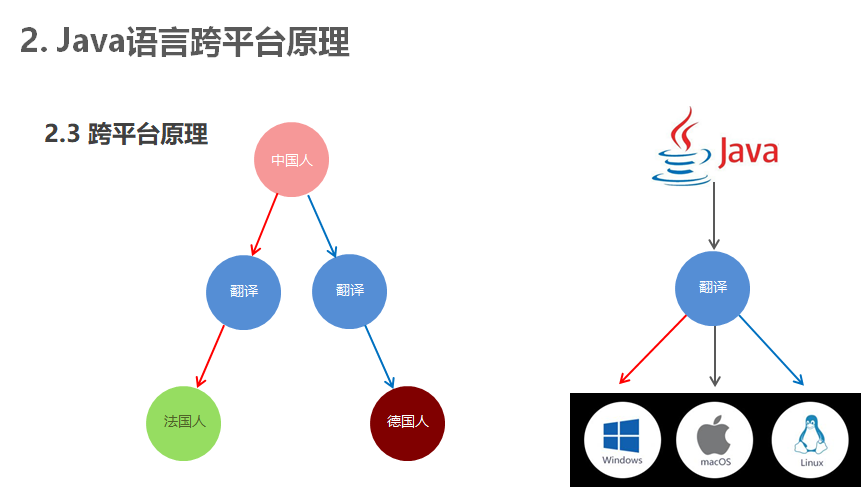 2. Java语言跨平台原理
2.3 跨平台原理
中国人
翻译
翻译
法国人
德国人
Java
翻译
Windows
macOS
Linux